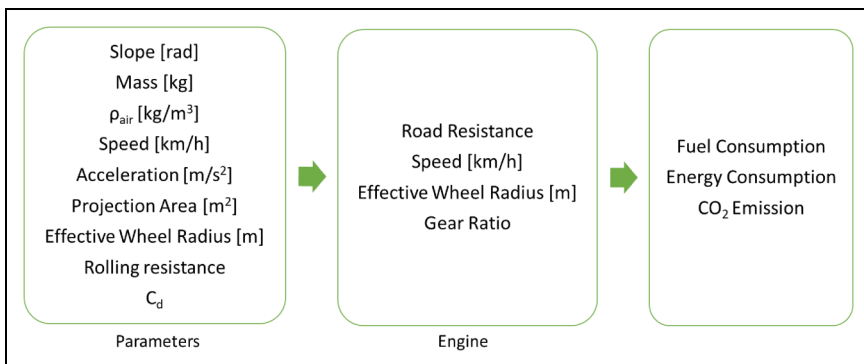 Slope [rad]
Mass [kg]
ρair [kg/m³]
Speed [km/h]
Acceleration [m/s²]
Projection Area [m²]
Effective Wheel Radius [m]
Rolling resistance
Cd
Parameters
Road Resistance
Speed [km/h]
Effective Wheel Radius [m]
Gear Ratio
Engine
Fuel Consumption
Energy Consumption
CO₂ Emission